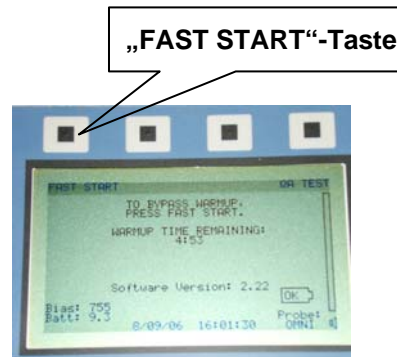 „FAST START“-Taste
FAST START QA TEST
TO BYPASS WARMUP,
PRESS FAST START.
WARMUP TIME REMAINING:
4:53
Software Version: 2.22
OK
Bias: 755 Probe:
Batt: 9.3 8/09/06 16:01:30 OMNI